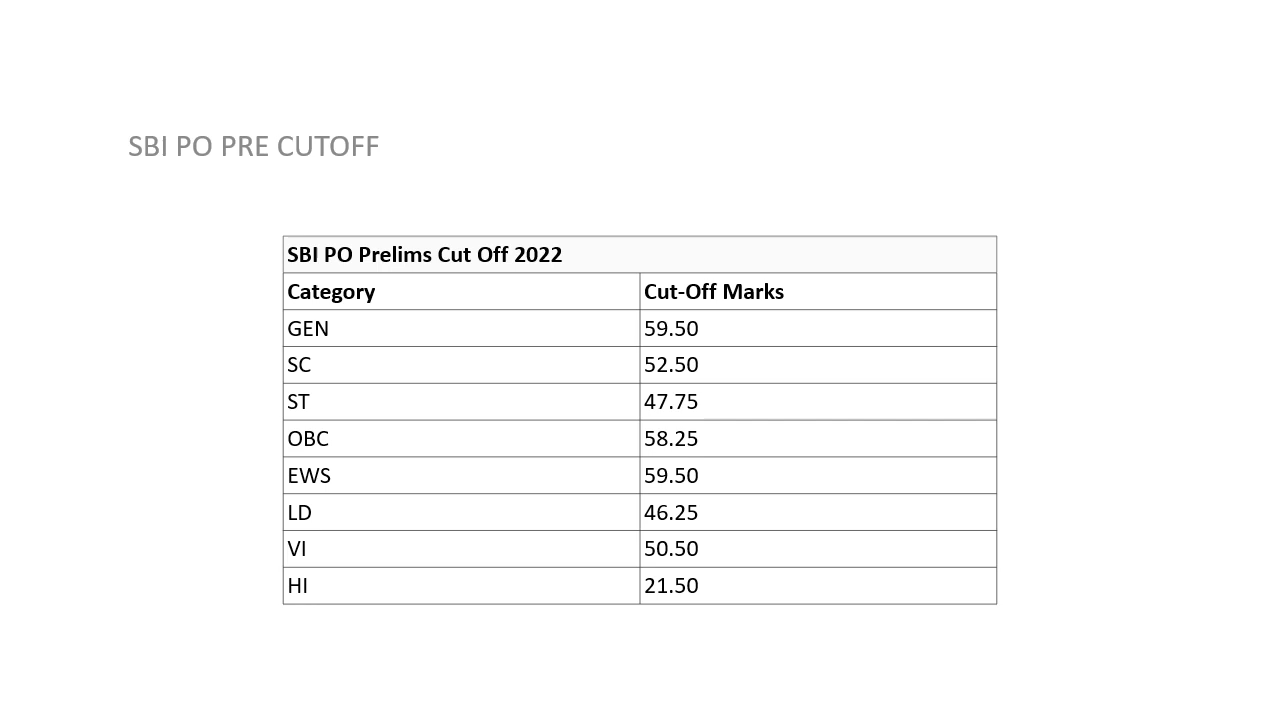 SBI PO PRE CUTOFF
SBI PO Prelims Cut Off 2022
Category Cut-Off Marks
GEN 59.50
SC 52.50
ST 47.75
OBC 58.25
EWS 59.50
LD 46.25
VI 50.50
HI 21.50